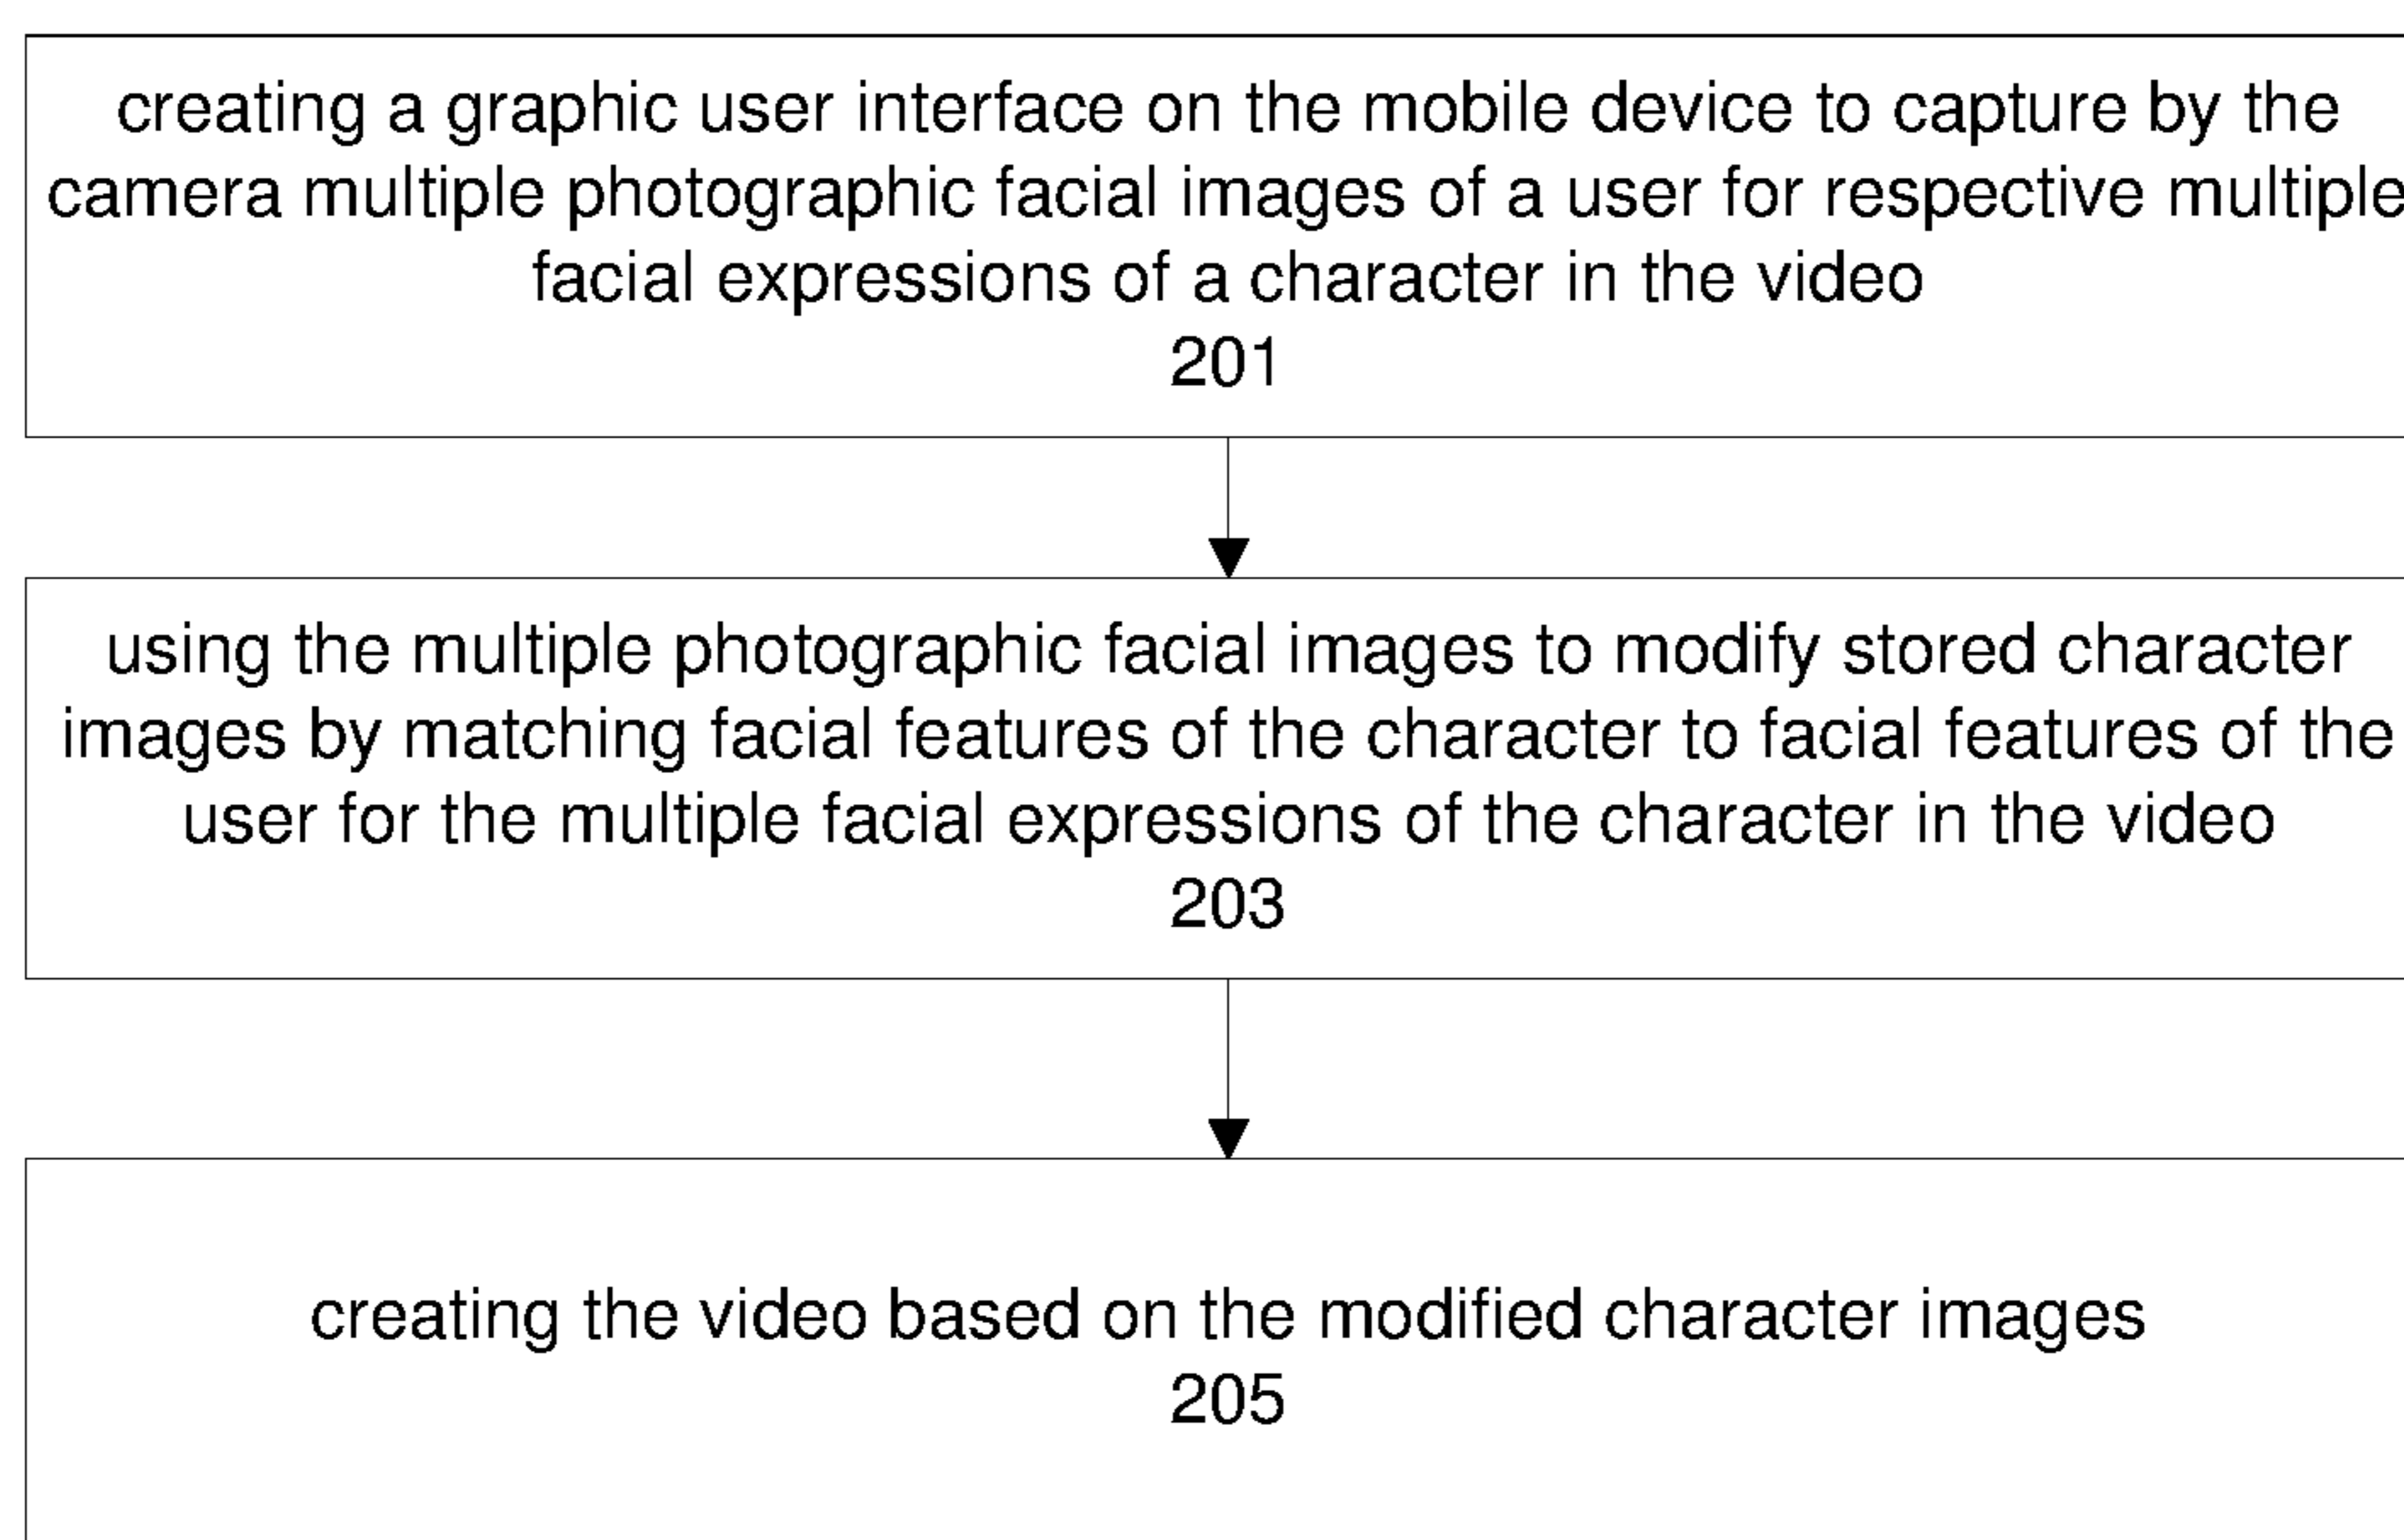 creating a graphic user interface on the mobile device to capture by the
camera multiple photographic facial images of a user for respective multiple
facial expressions of a character in the video
201
using the multiple photographic facial images to modify stored character
images by matching facial features of the character to facial features of the
user for the multiple facial expressions of the character in the video
203
creating the video based on the modified character images
205